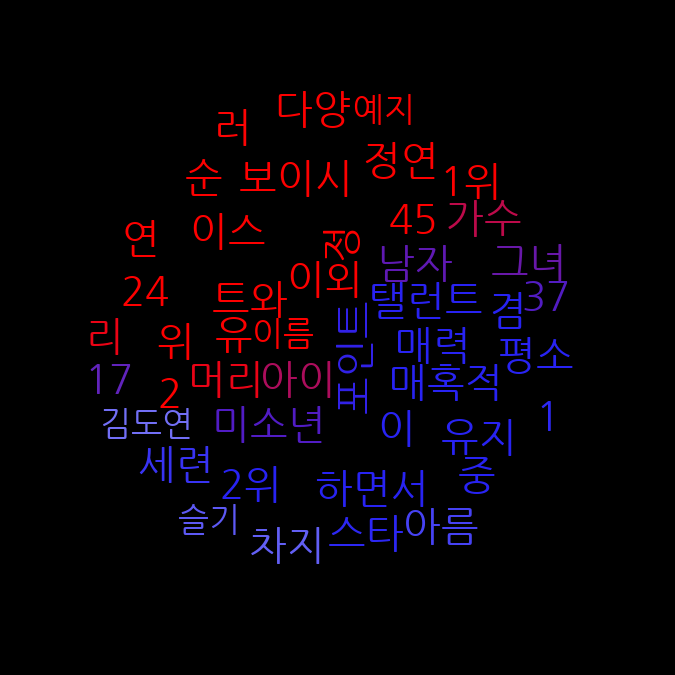 다양 예지
러
정연
순 보이시 1위
45 가수
연 이스 정
남자 그녀
이외
24 트와 탤런트 겸 37
리 위 유 이름 삐 매력 평소
인
17 2 머리 아이 버 매혹적
김도연 미소년 이 유지 1
세련 2위 하면서 중
슬기 차지 스타 아름